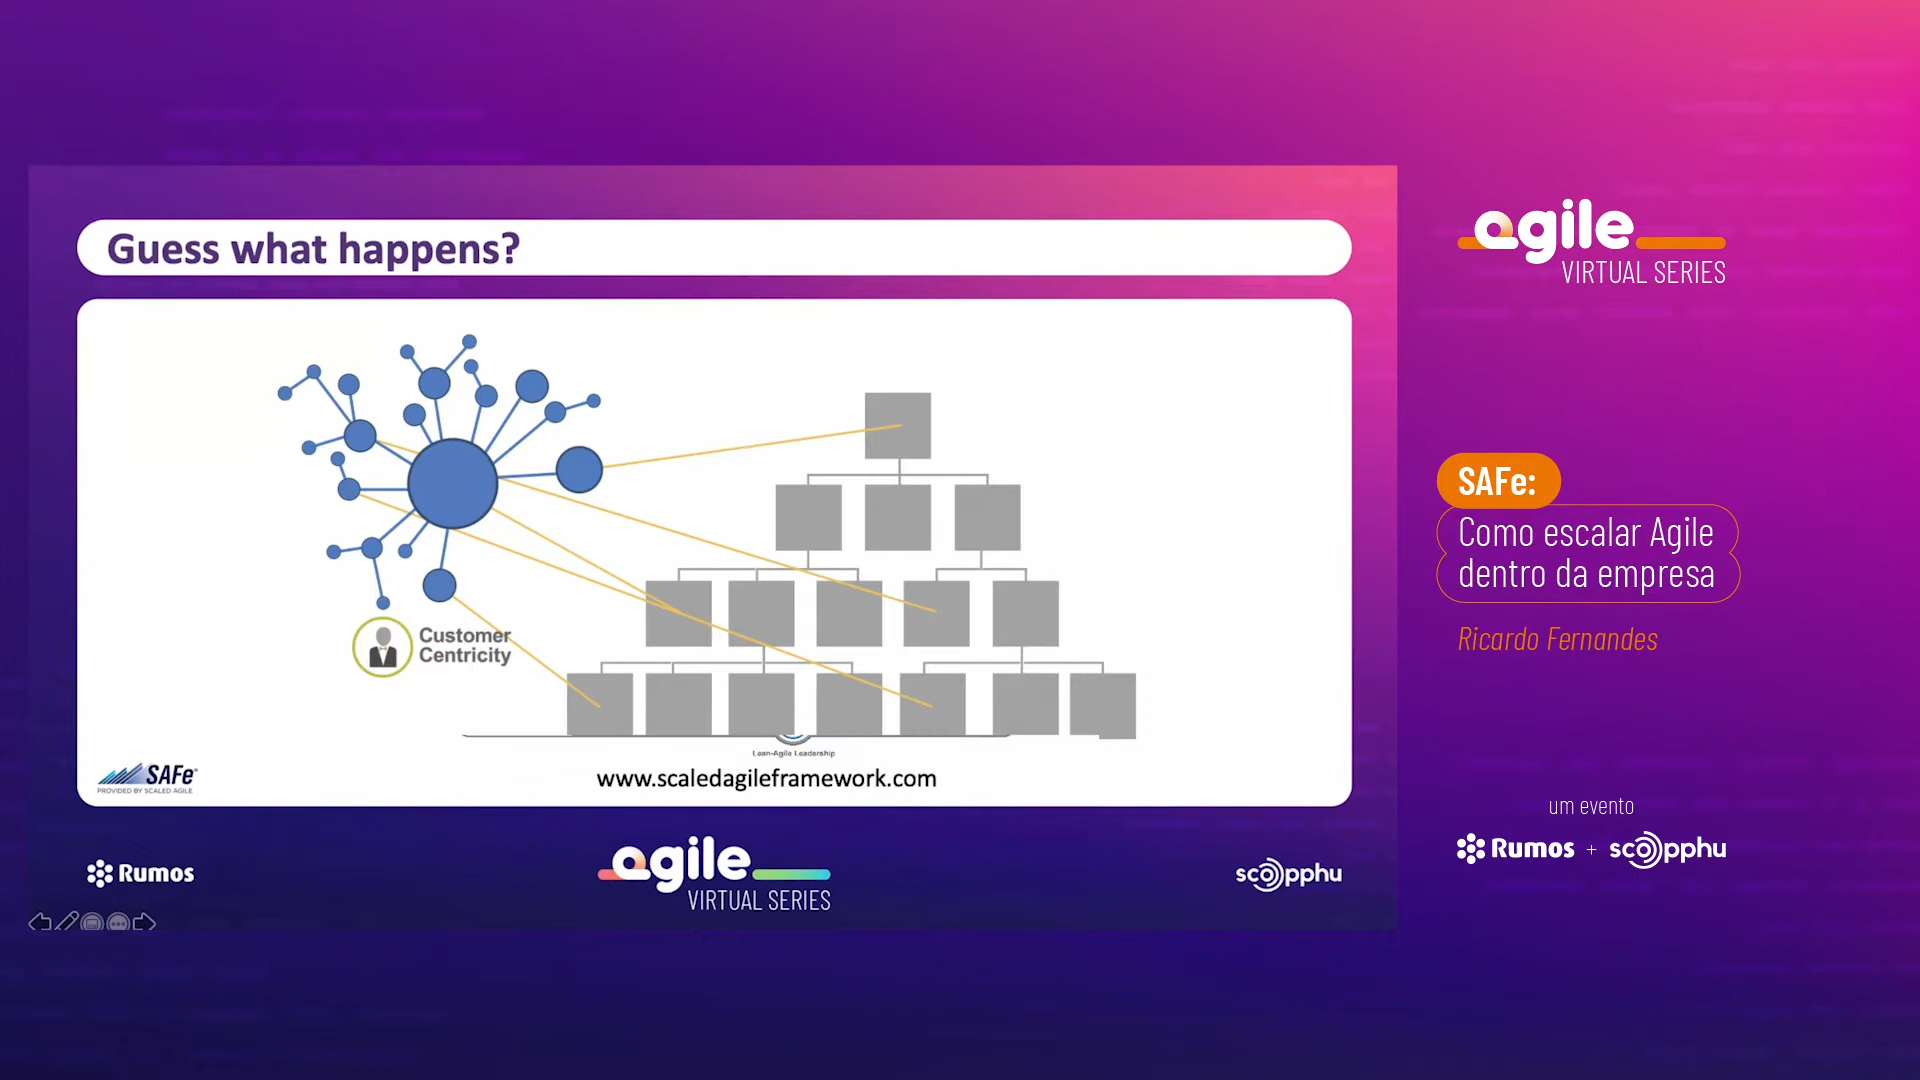 Guess what happens?
Customer
Centricity
Lean-Agile Leadership
www.scaledagileframework.com
SAFe®
PROVIDED BY SCALED AGILE
Rumos
agile
VIRTUAL SERIES
scopphu
agile
VIRTUAL SERIES
SAFe:
Como escalar Agile
dentro da empresa
Ricardo Fernandes
um evento
Rumos + scopphu